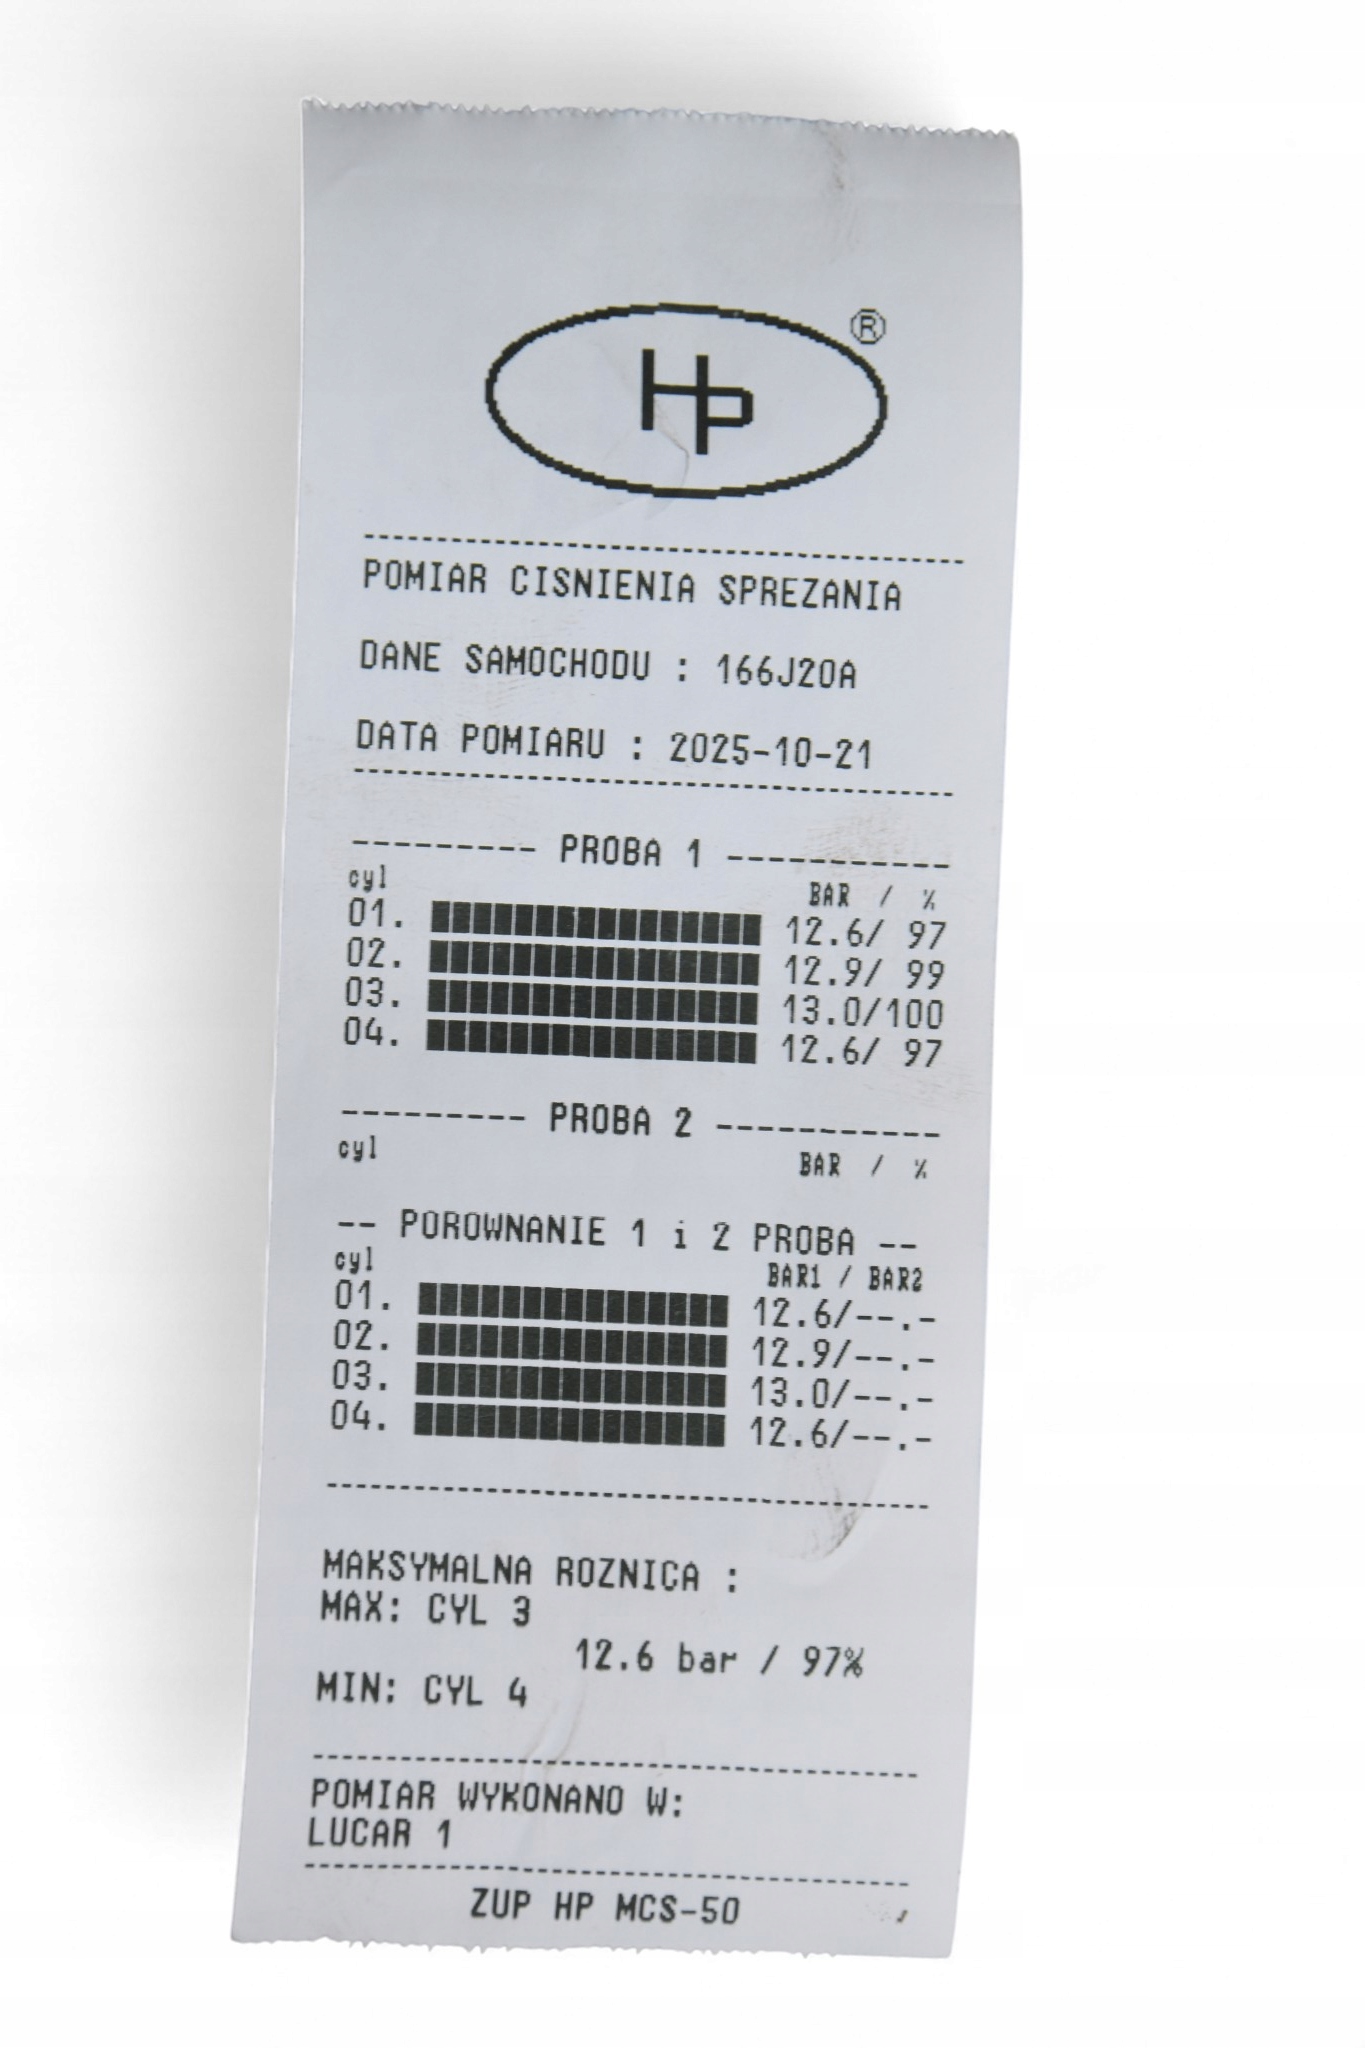 HP ®
POMIAR CISNIENIA SPREZANIA
DANE SAMOCHODU : 166J20A
DATA POMIARU : 2025-10-21
--------- PROBA 1 -----------
cyl BAR / %
01. 12.6/ 97
02. 12.9/ 99
03. 13.0/100
04. 12.6/ 97
--------- PROBA 2 -----------
cyl BAR / %
-- POROWNANIE 1 i 2 PROBA --
cyl BAR1 / BAR2
01. 12.6/--.-
02. 12.9/--.-
03. 13.0/--.-
04. 12.6/--.-
MAKSYMALNA ROZNICA :
MAX: CYL 3
12.6 bar / 97%
MIN: CYL 4
POMIAR WYKONANO W:
LUCAR 1
ZUP HP MCS-50